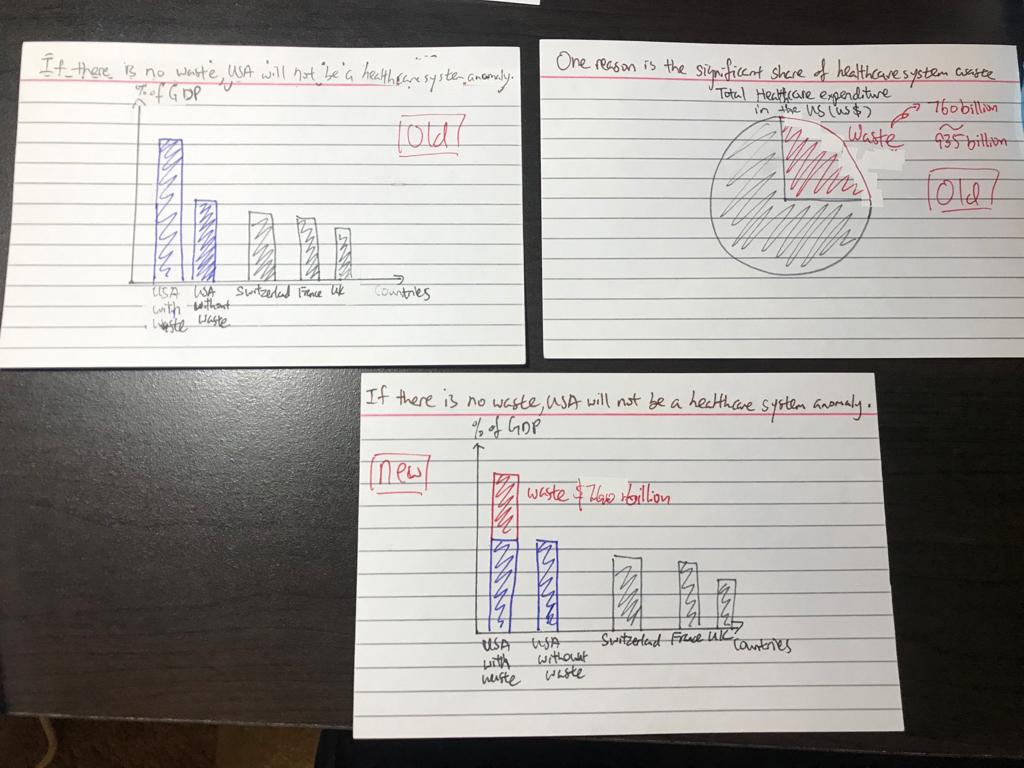 If there is no waste, USA will not be a healthcare system anomaly.
% of GDP
Old
USA with waste
USA without waste
Switzerland
France
UK
Countries
One reason is the significant share of healthcare system waste
Total Healthcare expenditure
in the US (US$)
Waste
760 billion
~
935 billion
Old
If there is no waste, USA will not be a healthcare system anomaly.
% of GDP
new
waste $760 billion
USA with waste
USA without waste
Switzerland
France
UK
Countries